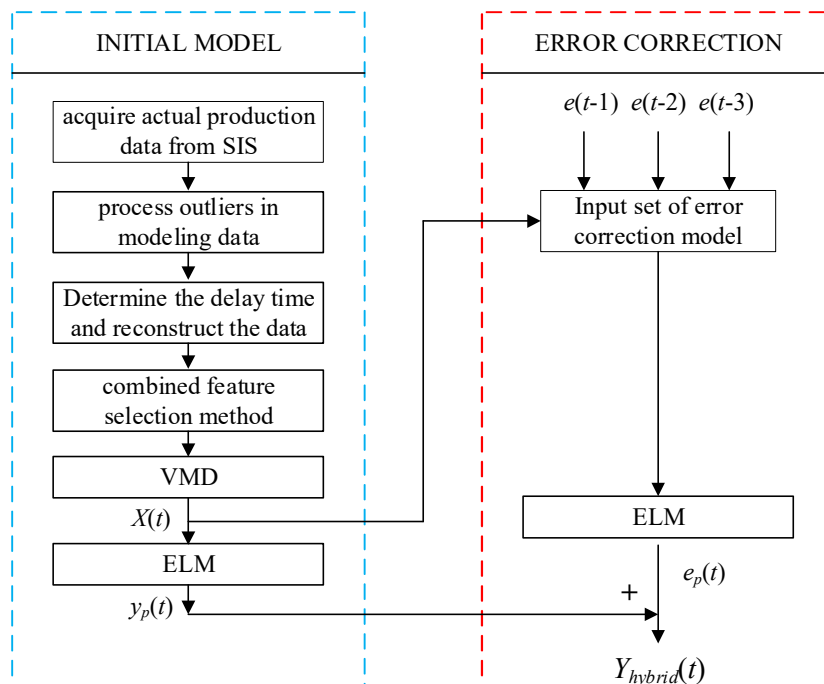 INITIAL MODEL
acquire actual production
data from SIS
process outliers in
modeling data
Determine the delay time
and reconstruct the data
combined feature
selection method
VMD
X(t)
ELM
y_p(t)
ERROR CORRECTION
e(t-1) e(t-2) e(t-3)
Input set of error
correction model
ELM
e_p(t)
+
Y_hybrid(t)